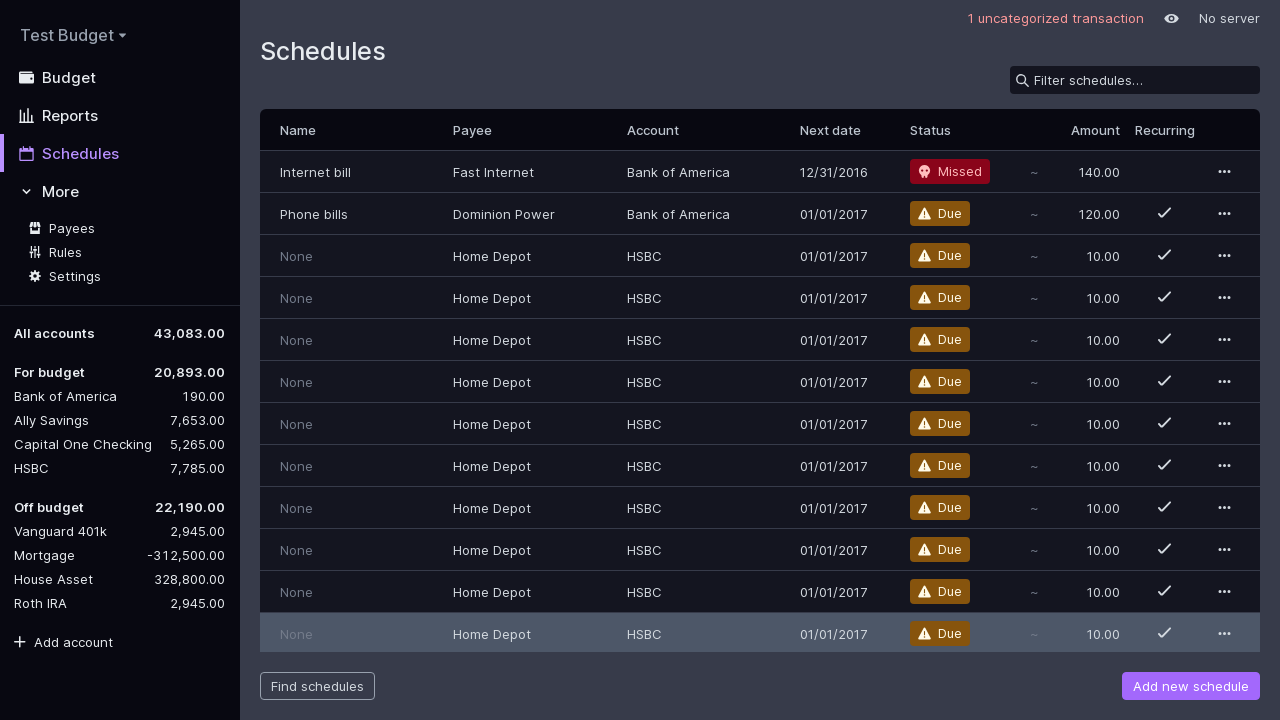 1 uncategorized transaction No server
Test Budget
Schedules
Budget
Filter schedules…
Reports
Schedules
More
Payees
Rules
Settings
All accounts 43,083.00
For budget 20,893.00
Bank of America 190.00
Ally Savings 7,653.00
Capital One Checking 5,265.00
HSBC 7,785.00
Off budget 22,190.00
Vanguard 401k 2,945.00
Mortgage -312,500.00
House Asset 328,800.00
Roth IRA 2,945.00
Add account
Name Payee Account Next date Status Amount Recurring
Internet bill Fast Internet Bank of America 12/31/2016 Missed ~ 140.00
Phone bills Dominion Power Bank of America 01/01/2017 Due ~ 120.00
None Home Depot HSBC 01/01/2017 Due ~ 10.00
None Home Depot HSBC 01/01/2017 Due ~ 10.00
None Home Depot HSBC 01/01/2017 Due ~ 10.00
None Home Depot HSBC 01/01/2017 Due ~ 10.00
None Home Depot HSBC 01/01/2017 Due ~ 10.00
None Home Depot HSBC 01/01/2017 Due ~ 10.00
None Home Depot HSBC 01/01/2017 Due ~ 10.00
None Home Depot HSBC 01/01/2017 Due ~ 10.00
None Home Depot HSBC 01/01/2017 Due ~ 10.00
None Home Depot HSBC 01/01/2017 Due ~ 10.00
Find schedules Add new schedule